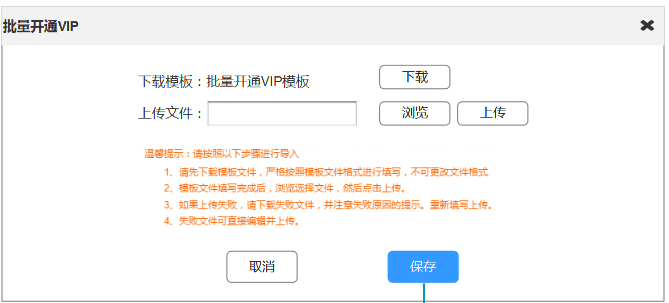 批量开通VIP
下载模板：批量开通VIP模板 下载
上传文件： 浏览 上传
温馨提示：请按照以下步骤进行导入
1、请先下载模板文件，严格按照模板文件格式进行填写，不可更改文件格式
2、模板文件填写完成后，浏览选择文件，然后点击上传。
3、如果上传失败，请下载失败文件，并注意失败原因的提示。重新填写上传。
4、失败文件可直接编辑并上传。
取消 保存